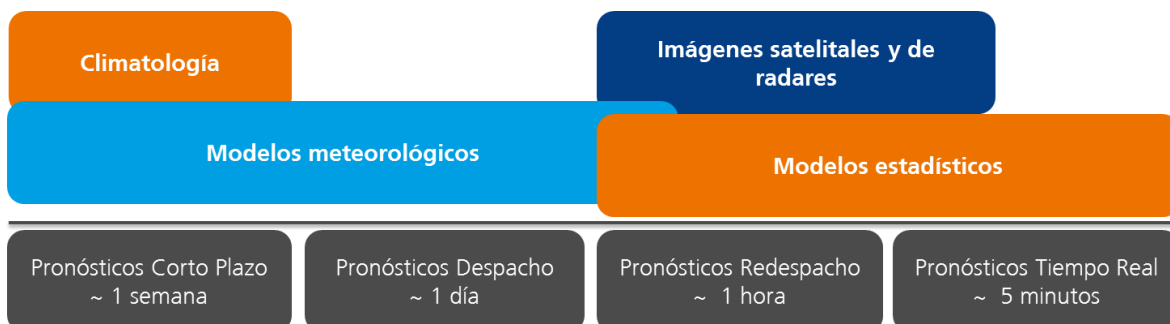 Climatología
Imágenes satelitales y de
radares
Modelos meteorológicos
Modelos estadísticos
Pronósticos Corto Plazo
~ 1 semana
Pronósticos Despacho
~ 1 día
Pronósticos Redespacho
~ 1 hora
Pronósticos Tiempo Real
~ 5 minutos